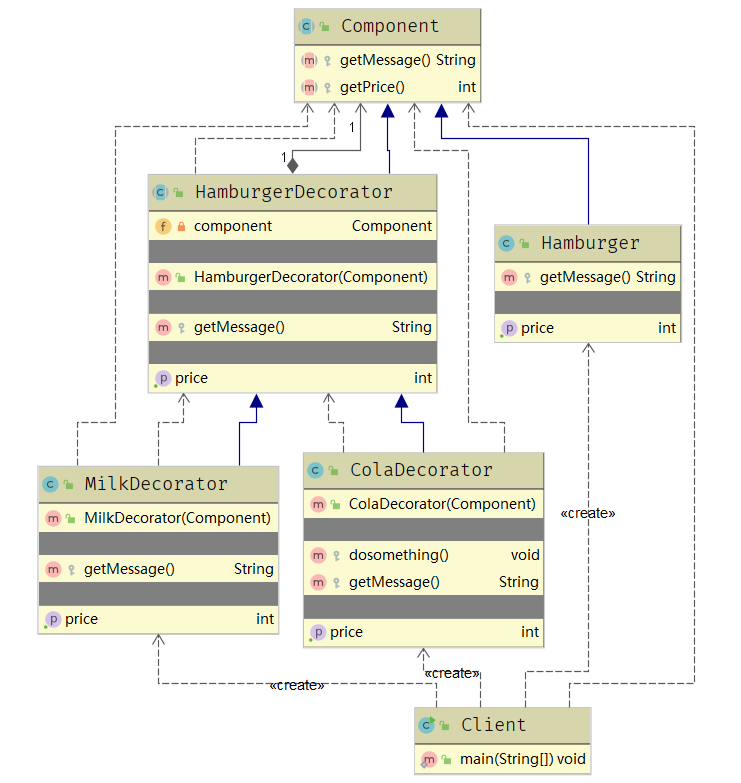 Component
getMessage() String
getPrice() int
1
1
HamburgerDecorator
component Component
HamburgerDecorator(Component)
getMessage() String
price int
Hamburger
getMessage() String
price int
MilkDecorator
MilkDecorator(Component)
getMessage() String
price int
ColaDecorator
ColaDecorator(Component)
dosomething() void
getMessage() String
price int
«create»
«create»
«create»
Client
main(String[]) void